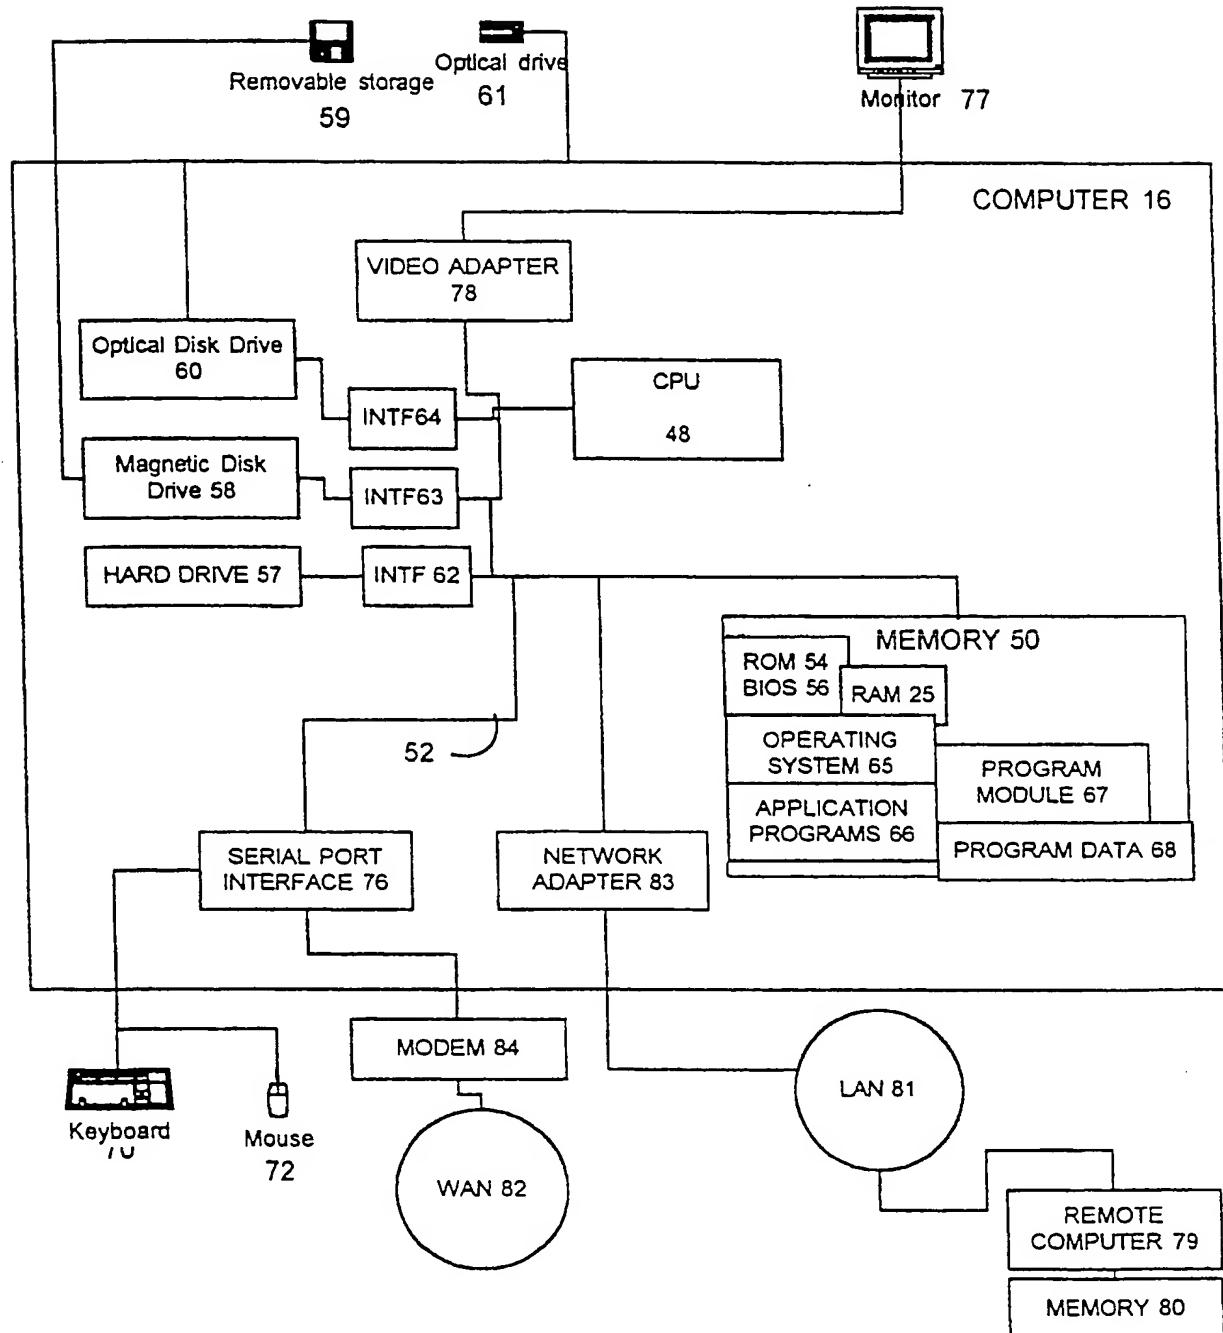 Removable storage
59
Optical drive
61
Monitor 77
COMPUTER 16
VIDEO ADAPTER
78
Optical Disk Drive
60
INTF64
CPU
48
Magnetic Disk
Drive 58
INTF63
HARD DRIVE 57
INTF 62
MEMORY 50
ROM 54
BIOS 56
RAM 25
OPERATING
SYSTEM 65
PROGRAM
MODULE 67
APPLICATION
PROGRAMS 66
PROGRAM DATA 68
52
SERIAL PORT
INTERFACE 76
NETWORK
ADAPTER 83
MODEM 84
LAN 81
Keyboard
Mouse
72
WAN 82
REMOTE
COMPUTER 79
MEMORY 80